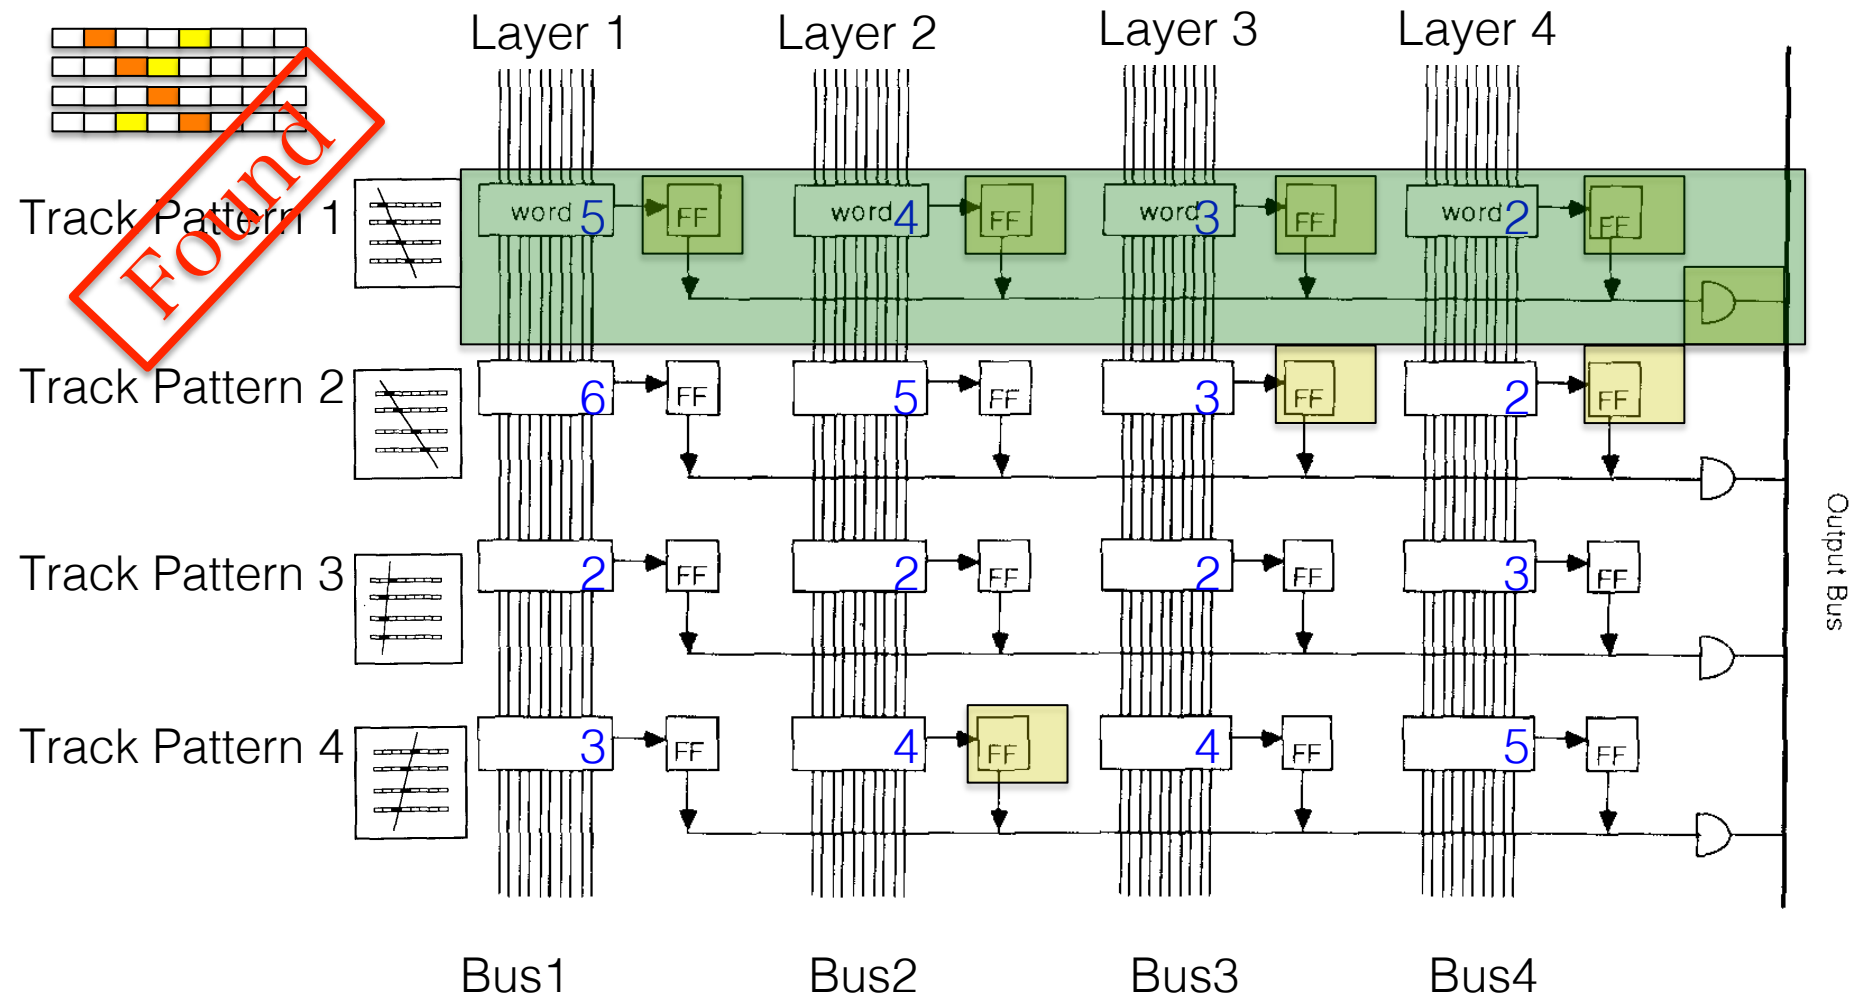 Layer 1 Layer 2 Layer 3 Layer 4
Found
Track Pattern 1
word 5 FF word 4 FF word 3 FF word 2 FF
Track Pattern 2
6 FF 5 FF 3 FF 2 FF
Track Pattern 3
2 FF 2 FF 2 FF 3 FF
Track Pattern 4
3 FF 4 FF 4 FF 5 FF
Output Bus
Bus1 Bus2 Bus3 Bus4